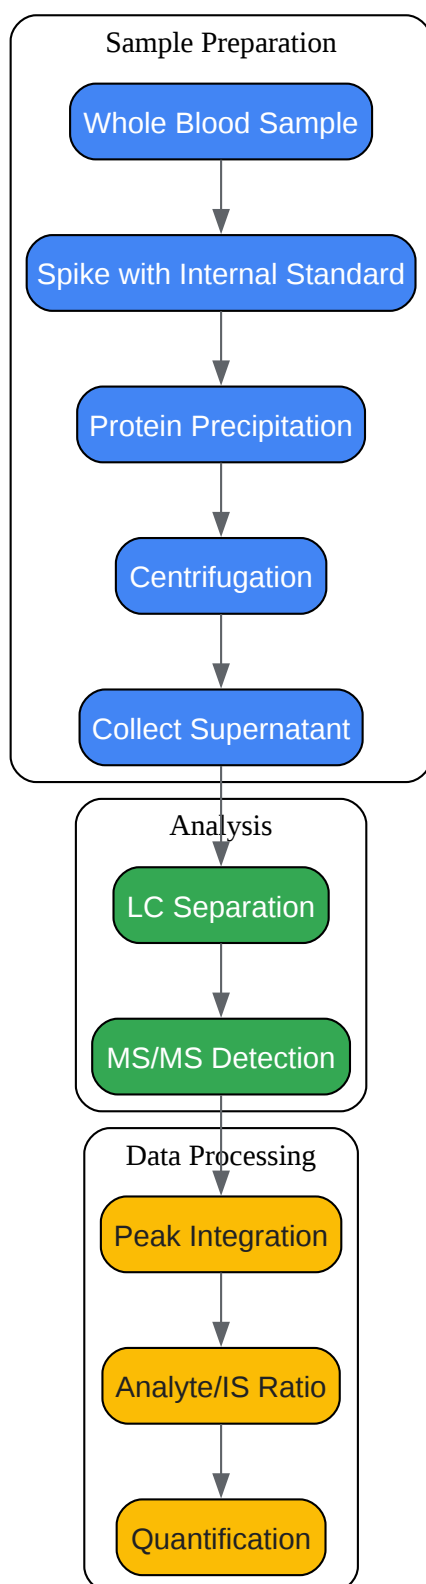 Sample Preparation
Whole Blood Sample
Spike with Internal Standard
Protein Precipitation
Centrifugation
Collect Supernatant
Analysis
LC Separation
MS/MS Detection
Data Processing
Peak Integration
Analyte/IS Ratio
Quantification